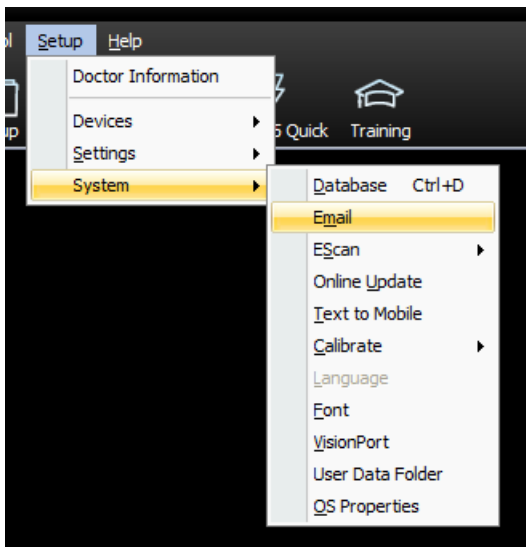 Setup Help
Doctor Information
Devices
Settings
System
Quick Training
Database Ctrl+D
Email
EScan
Online Update
Text to Mobile
Calibrate
Language
Font
VisionPort
User Data Folder
OS Properties